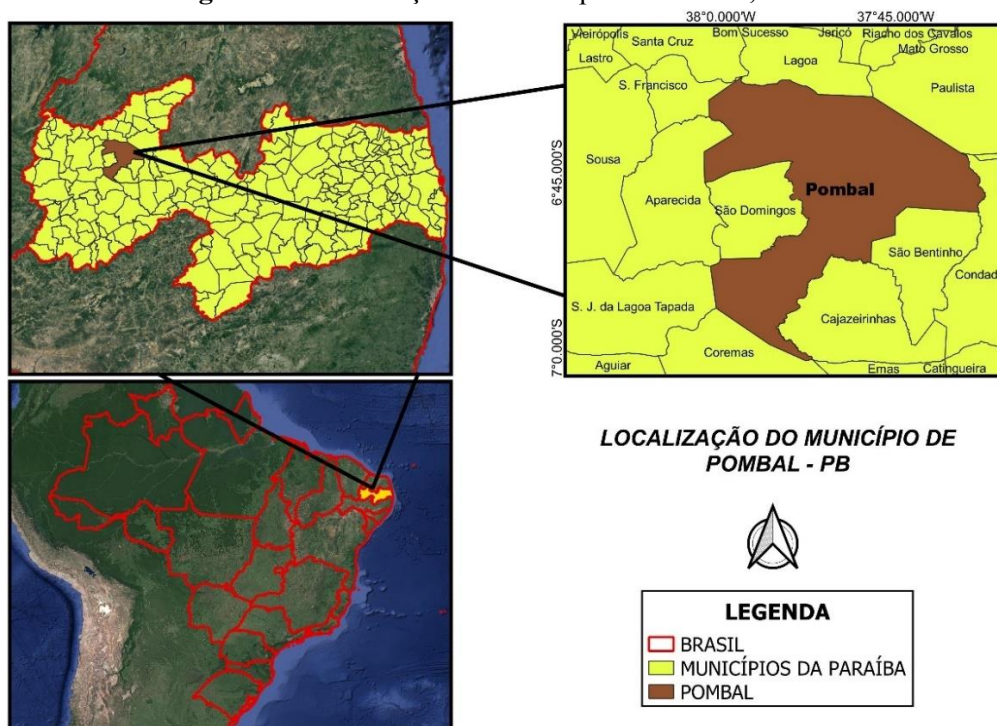 38°0.000'W
37°45.000'W
6°45.000'S
7°0.000'S
Vieirópolis
Santa Cruz
Bom Sucesso
Jericó
Riacho dos Cavalos
Mato Grosso
Lastro
Lagoa
S. Francisco
Paulista
Sousa
Pombal
Aparecida
São Domingos
São Bentinho
Condad
S. J. da Lagoa Tapada
Cajazeirinhas
Coremas
Aguiar
Emas
Catingueira
LOCALIZAÇÃO DO MUNICÍPIO DE
POMBAL - PB
LEGENDA
BRASIL
MUNICÍPIOS DA PARAÍBA
POMBAL